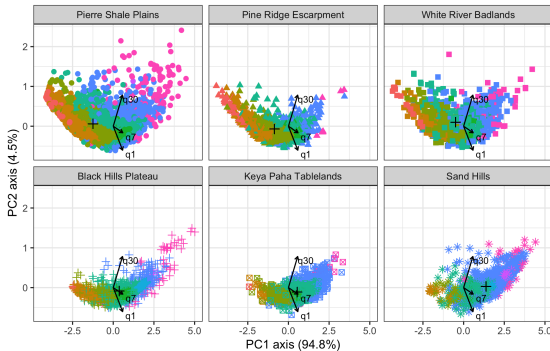 Pierre Shale Plains Pine Ridge Escarpment White River Badlands
2
1
0
q30 q30 q30
q7 q7 q7
q1 q1 q1
Black Hills Plateau Keya Paha Tablelands Sand Hills
2
1
0
q30 q30 q30
q7 q7 q7
q1 q1 q1
-2.5 0.0 2.5 5.0 -2.5 0.0 2.5 5.0 -2.5 0.0 2.5 5.0
PC1 axis (94.8%)
PC2 axis (4.5%)